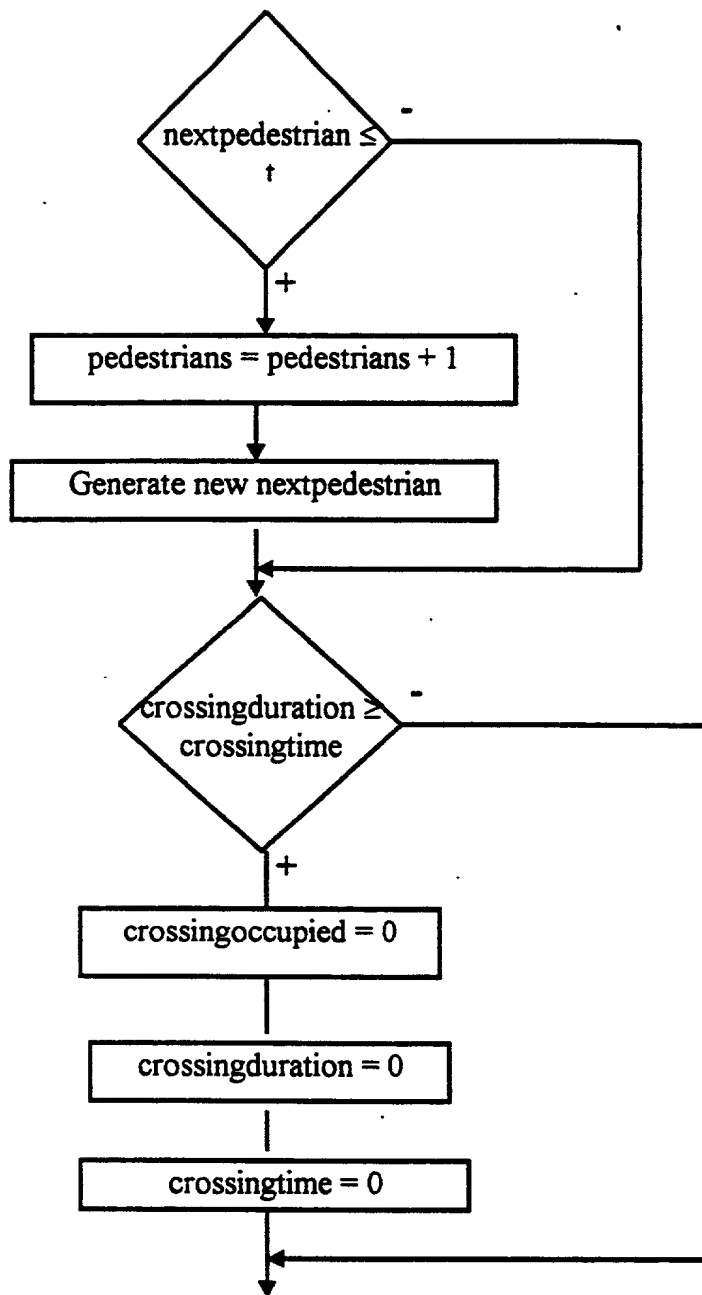 -
nextpedestrian ≤
t
+
pedestrians = pedestrians + 1
Generate new nextpedestrian
-
crossingduration ≥
crossingtime
+
crossingoccupied = 0
crossingduration = 0
crossingtime = 0